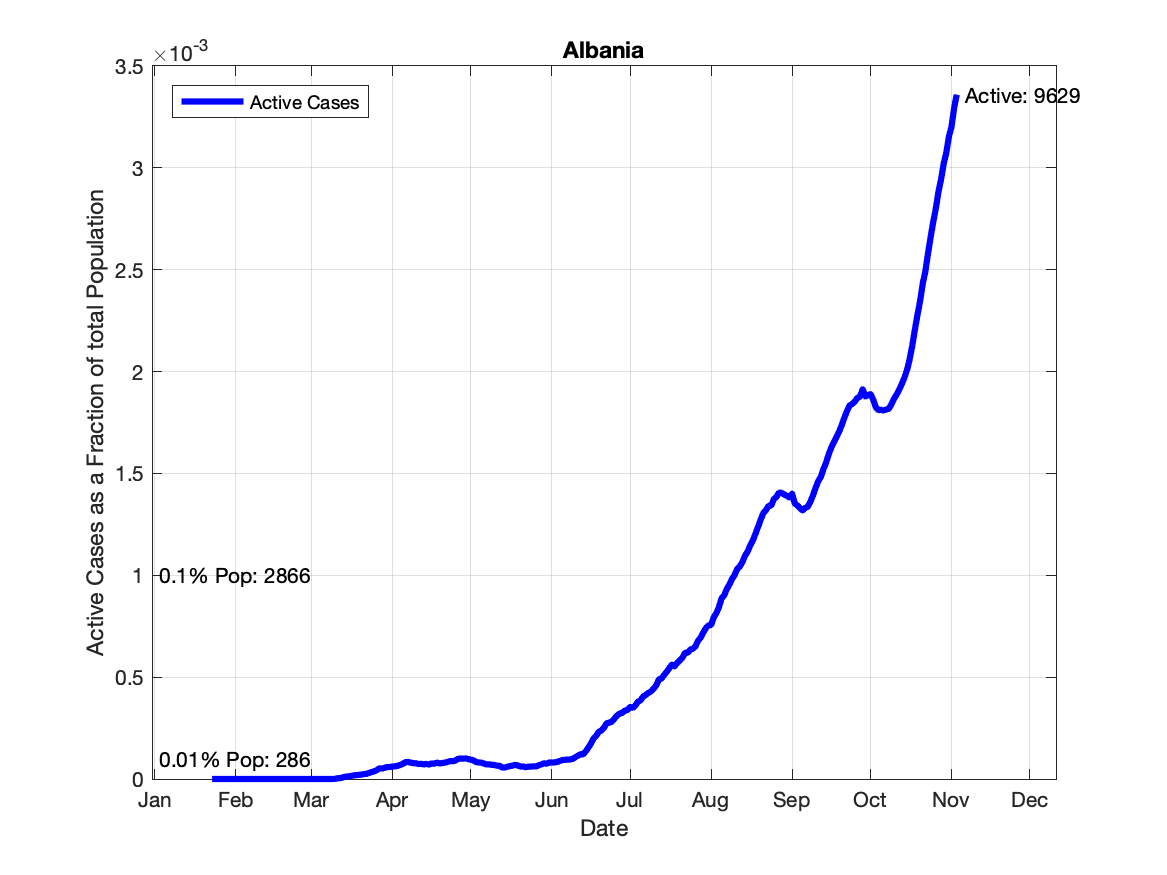 Albania
×10-3
3.5
3
2.5
2
1.5
1
0.5
0
Active Cases as a Fraction of total Population
Active Cases
Active: 9629
0.1% Pop: 2866
0.01% Pop: 286
Jan Feb Mar Apr May Jun Jul Aug Sep Oct Nov Dec
Date